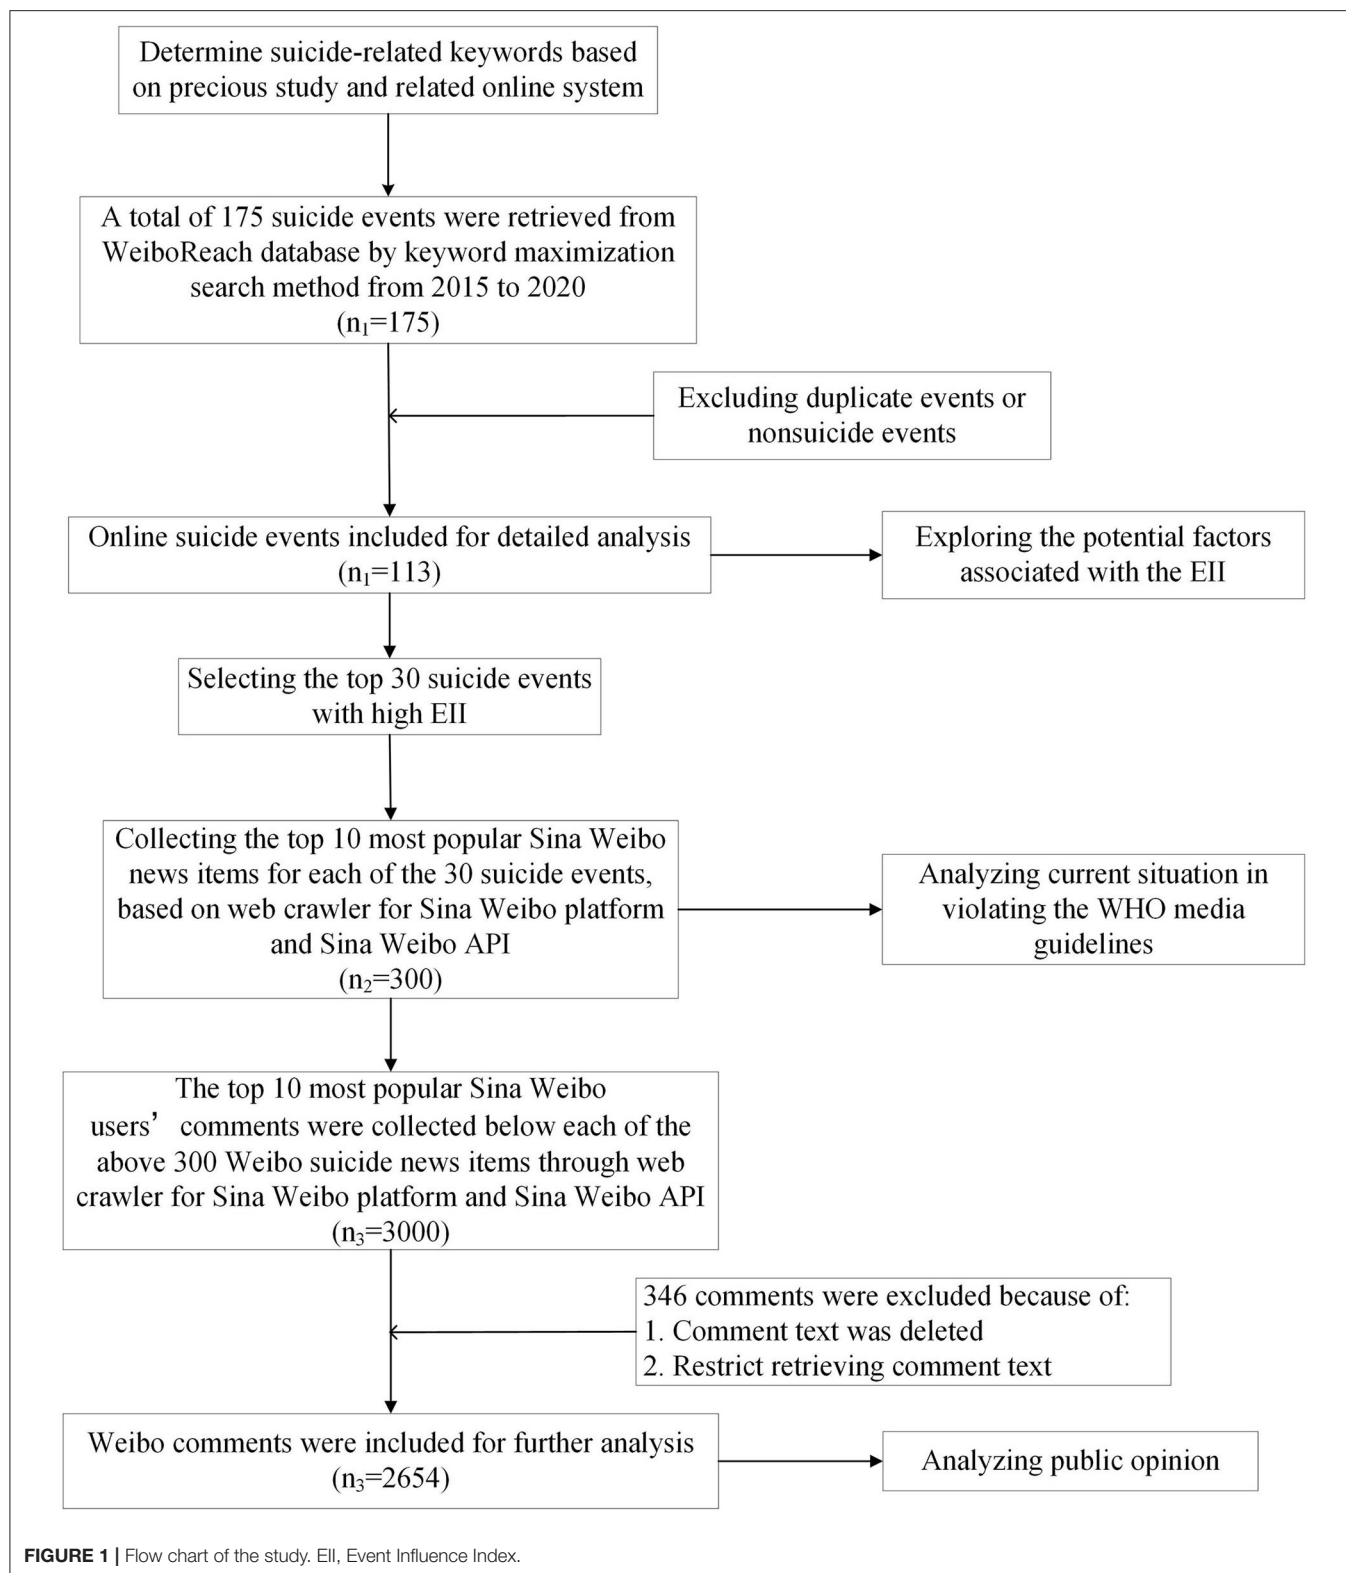 Determine suicide-related keywords based
on precious study and related online system
A total of 175 suicide events were retrieved from
WeiboReach database by keyword maximization
search method from 2015 to 2020
(n₁=175)
Excluding duplicate events or
nonsuicide events
Online suicide events included for detailed analysis
(n₁=113)
Exploring the potential factors
associated with the EII
Selecting the top 30 suicide events
with high EII
Collecting the top 10 most popular Sina Weibo
news items for each of the 30 suicide events,
based on web crawler for Sina Weibo platform
and Sina Weibo API
(n₂=300)
Analyzing current situation in
violating the WHO media
guidelines
The top 10 most popular Sina Weibo
users’ comments were collected below each of the
above 300 Weibo suicide news items through web
crawler for Sina Weibo platform and Sina Weibo API
(n₃=3000)
346 comments were excluded because of:
1. Comment text was deleted
2. Restrict retrieving comment text
Weibo comments were included for further analysis
(n₃=2654)
Analyzing public opinion
FIGURE 1 | Flow chart of the study. EII, Event Influence Index.